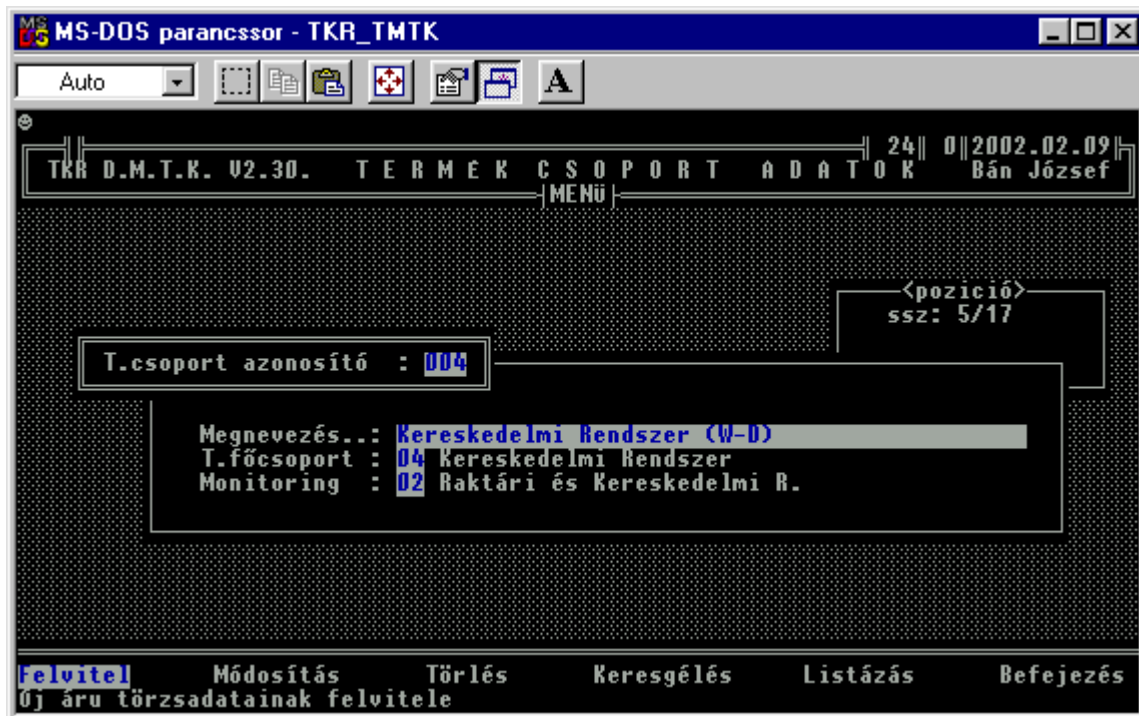 MS-DOS parancssor - TKR_TMTK
Auto
A
24 0 2002.02.09
TKR D.M.T.K. V2.30. T E R M É K C S O P O R T A D A T O K Bán József
MENÜ
<pozició>
ssz: 5/17
T.csoport azonosító : 004
Megnevezés..: Kereskedelmi Rendszer (W-D)
T.főcsoport : 04 Kereskedelmi Rendszer
Monitoring : 02 Raktári és Kereskedelmi R.
Felvitel Módosítás Törlés Keresgélés Listázás Befejezés
Új áru törzsadatainak felvitele